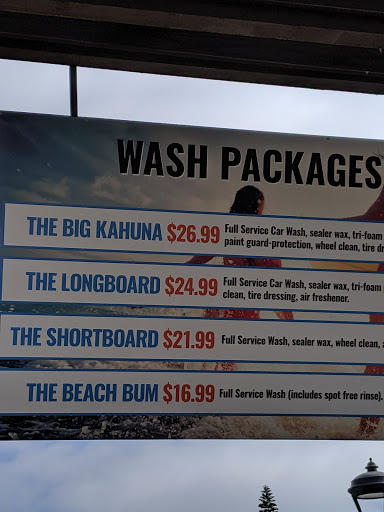 WASH PACKAGES
THE BIG KAHUNA $26.99 Full Service Car Wash, sealer wax, tri-foam
paint guard-protection, wheel clean, tire
THE LONGBOARD $24.99 Full Service Car Wash, sealer wax, tri-foam
clean, tire dressing, air freshener.
THE SHORTBOARD $21.99 Full Service Wash, sealer wax, wheel clean,
THE BEACH BUM $16.99 Full Service Wash (includes spot free rinse).